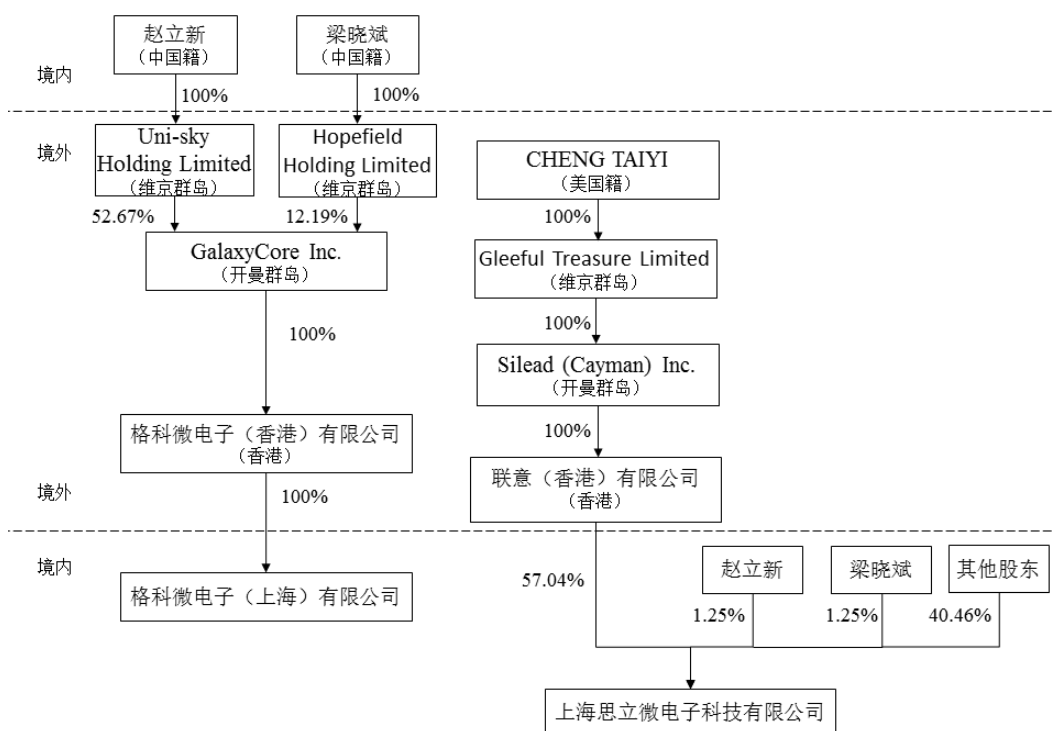 赵立新
（中国籍）
梁晓斌
（中国籍）
境内
100%
100%
境外
Uni-sky
Holding Limited
（维京群岛）
Hopefield
Holding Limited
（维京群岛）
CHENG TAIYI
（美国籍）
52.67%
12.19%
100%
GalaxyCore Inc.
（开曼群岛）
Gleeful Treasure Limited
（维京群岛）
100%
100%
Silead (Cayman) Inc.
（开曼群岛）
格科微电子（香港）有限公司
（香港）
100%
联意（香港）有限公司
（香港）
境外
100%
境内
格科微电子（上海）有限公司
57.04%
赵立新
梁晓斌
其他股东
1.25%
1.25%
40.46%
上海思立微电子科技有限公司